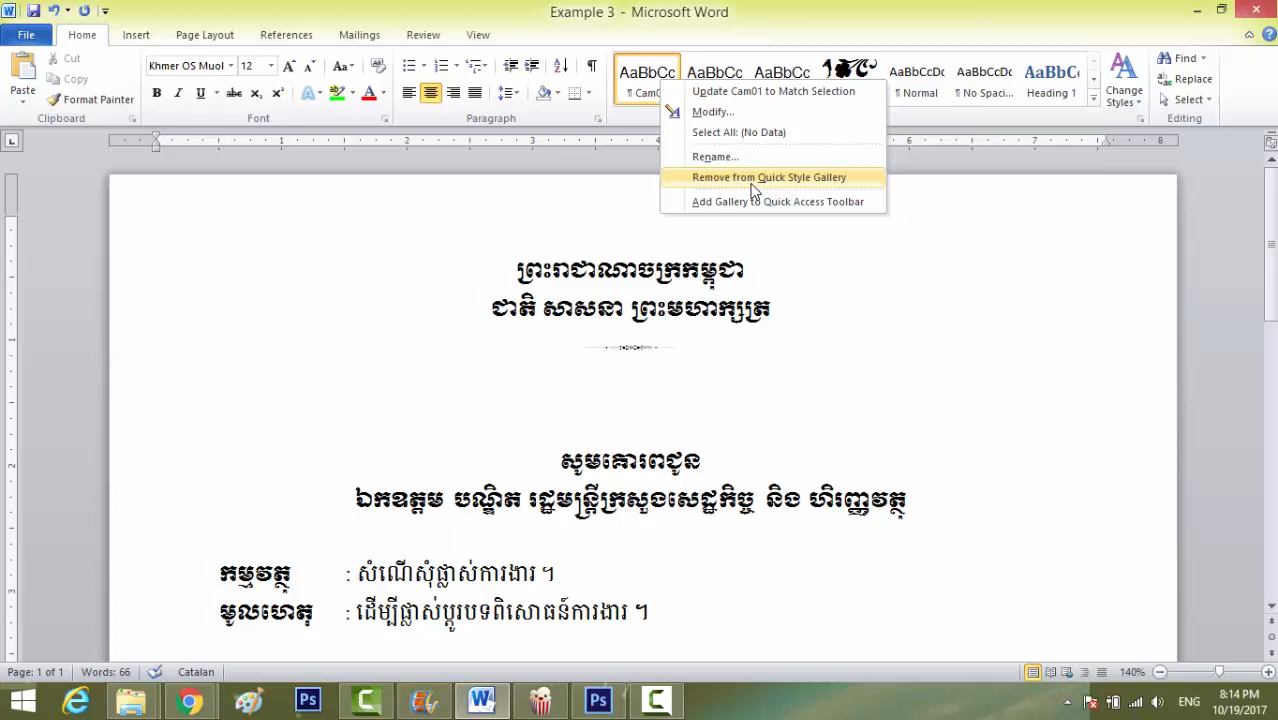 Example 3 - Microsoft Word
File Home Insert Page Layout References Mailings Review View
Cut
Copy
Format Painter
Paste
Clipboard
Khmer OS Muol 12
Font
Paragraph
AaBbCc AaBbCc AaBbCc AaBbCcDc AaBbCcDc AaBbCc
¶ Normal ¶ No Spaci... Heading 1
Change Styles
Find
Replace
Select
Editing
Update Cam01 to Match Selection
Modify...
Select All: (No Data)
Rename...
Remove from Quick Style Gallery
Add Gallery to Quick Access Toolbar
ព្រះរាជាណាចក្រកម្ពុជា
ជាតិ សាសនា ព្រះមហាក្សត្រ
សូមគោរពជូន
ឯកឧត្តម បណ្ឌិត រដ្ឋមន្ត្រីក្រសួងសេដ្ឋកិច្ច និង ហិរញ្ញវត្ថុ
កម្មវត្ថុ : សំណើសុំផ្លាស់ការងារ ។
មូលហេតុ : ដើម្បីផ្លាស់ប្ដូរបទពិសោធន៍ការងារ ។
Page: 1 of 1 Words: 66 Catalan 140%
ENG 8:14 PM
10/19/2017